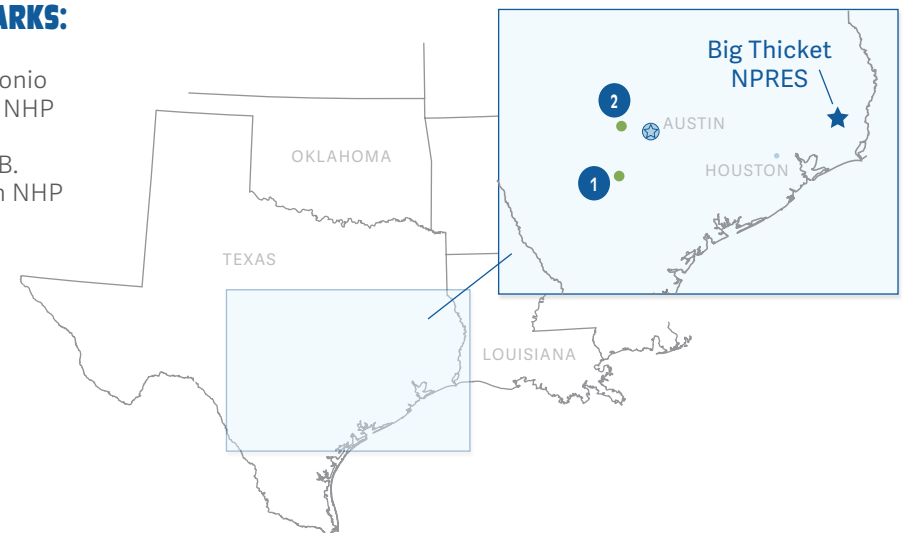 ARKS:
onio
NHP
B.
n NHP
OKLAHOMA
TEXAS
LOUISIANA
Big Thicket
NPRES
2
AUSTIN
HOUSTON
1